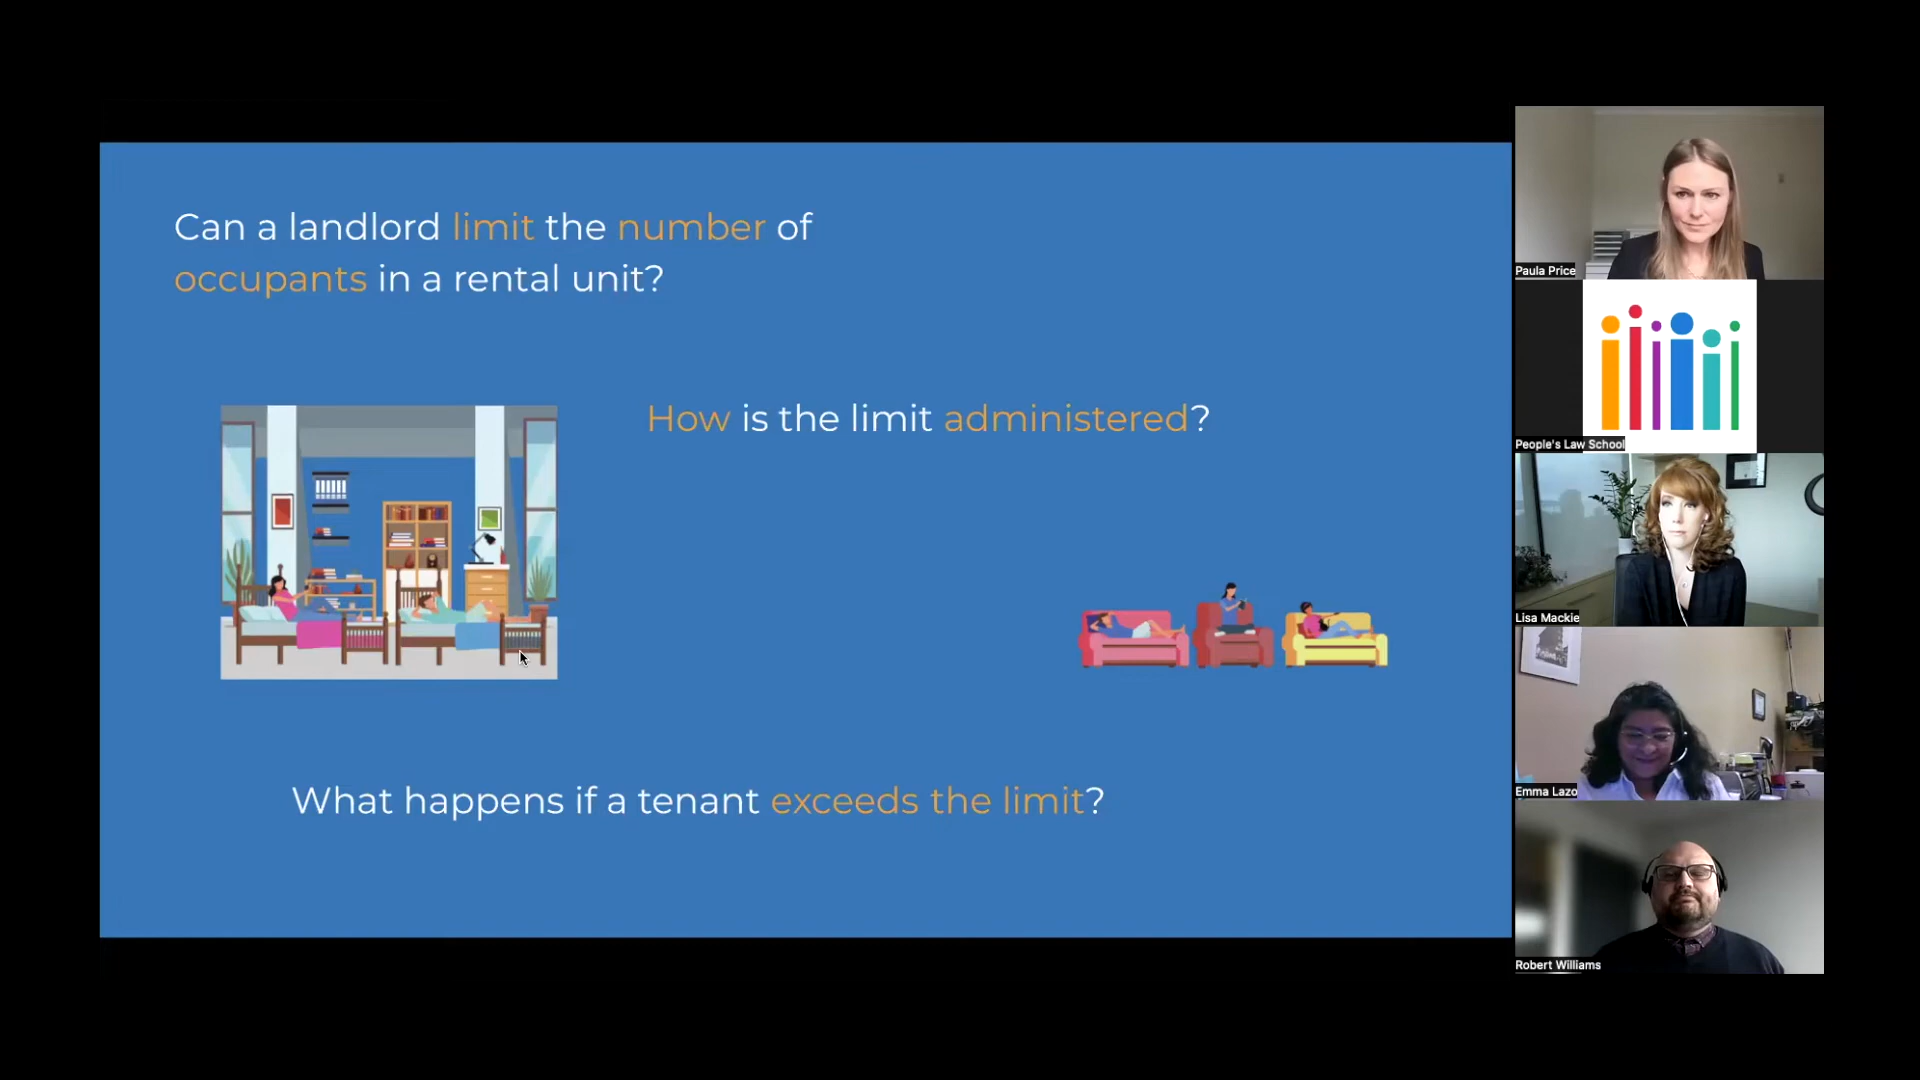 Can a landlord limit the number of
occupants in a rental unit?
How is the limit administered?
What happens if a tenant exceeds the limit?
Paula Price
People's Law School
Lisa Mackie
Emma Lazo
Robert Williams